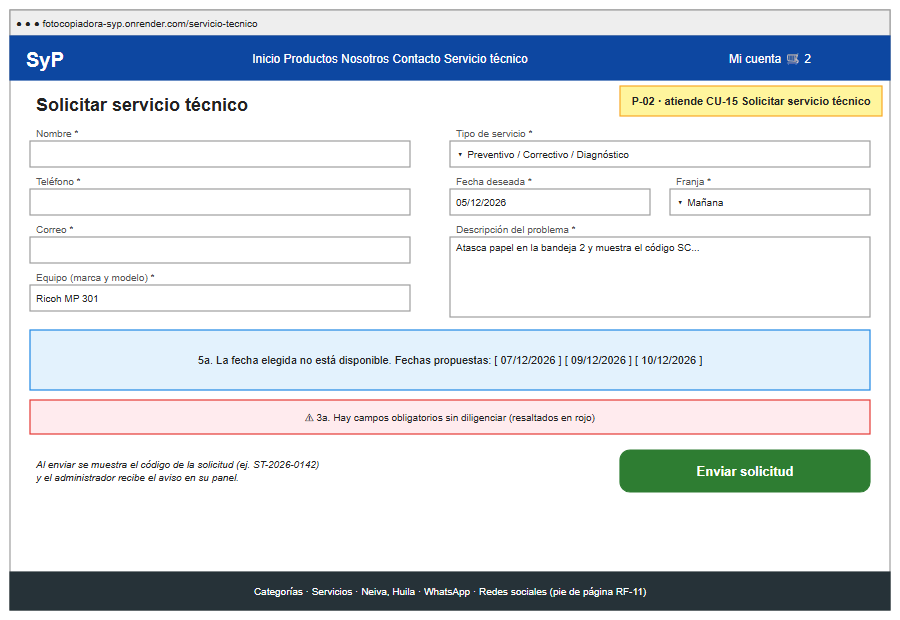 ● ● ● fotocopiadora-syp.onrender.com/servicio-tecnico
SyP
Inicio Productos Nosotros Contacto Servicio técnico
Mi cuenta 🛒 2
Solicitar servicio técnico
P-02 · atiende CU-15 Solicitar servicio técnico
Nombre *
Teléfono *
Correo *
Equipo (marca y modelo) *
Ricoh MP 301
Tipo de servicio *
▾ Preventivo / Correctivo / Diagnóstico
Fecha deseada *
05/12/2026
Franja *
▾ Mañana
Descripción del problema *
Atasca papel en la bandeja 2 y muestra el código SC...
5a. La fecha elegida no está disponible. Fechas propuestas: [ 07/12/2026 ] [ 09/12/2026 ] [ 10/12/2026 ]
⚠ 3a. Hay campos obligatorios sin diligenciar (resaltados en rojo)
Al enviar se muestra el código de la solicitud (ej. ST-2026-0142)
y el administrador recibe el aviso en su panel.
Enviar solicitud
Categorías · Servicios · Neiva, Huila · WhatsApp · Redes sociales (pie de página RF-11)